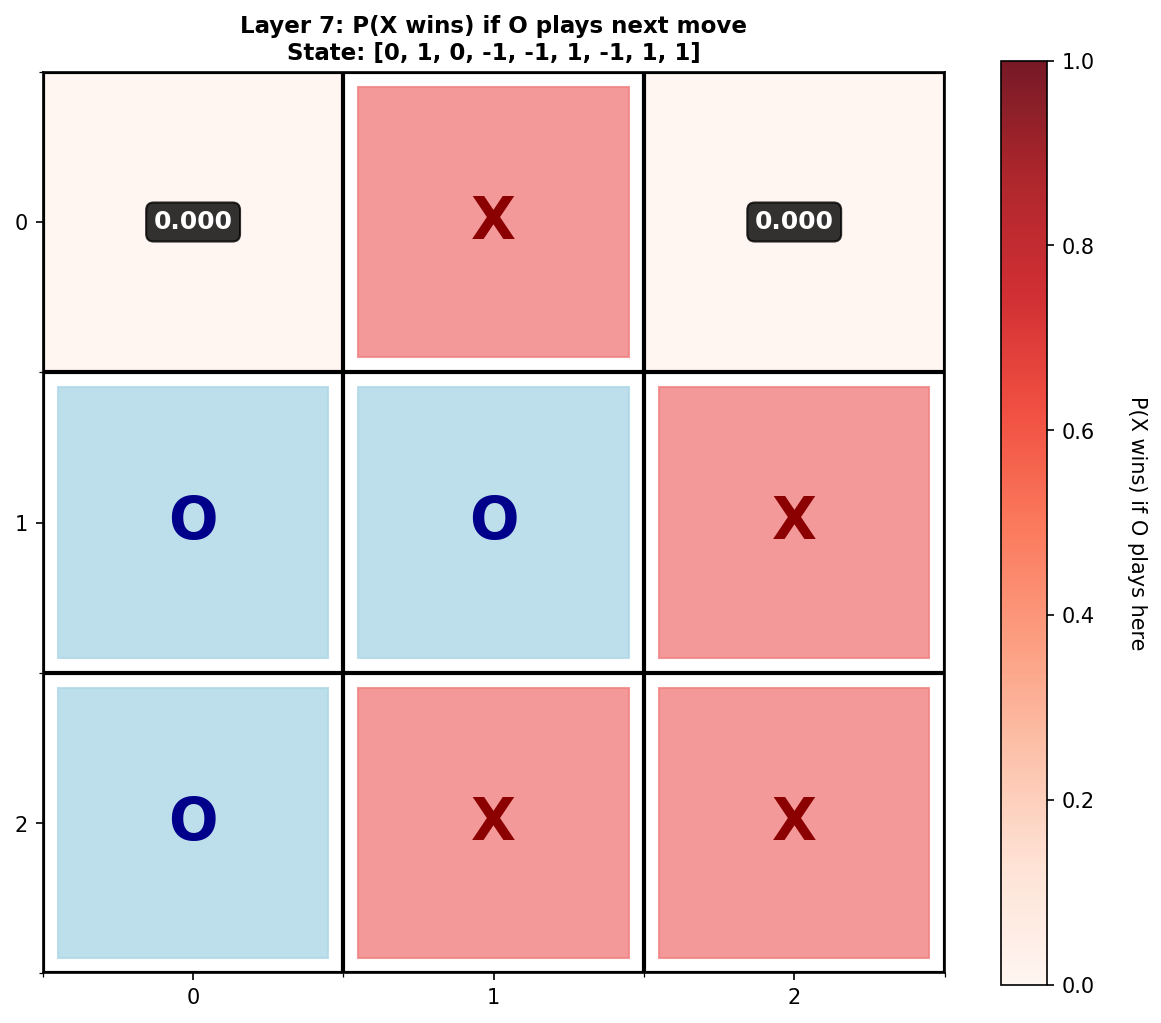 Layer 7: P(X wins) if O plays next move
State: [0, 1, 0, -1, -1, 1, -1, 1, 1]
0.000
X
0.000
O
O
X
O
X
X
0
1
2
0
1
2
1.0
0.8
0.6
0.4
0.2
0.0
P(X wins) if O plays here